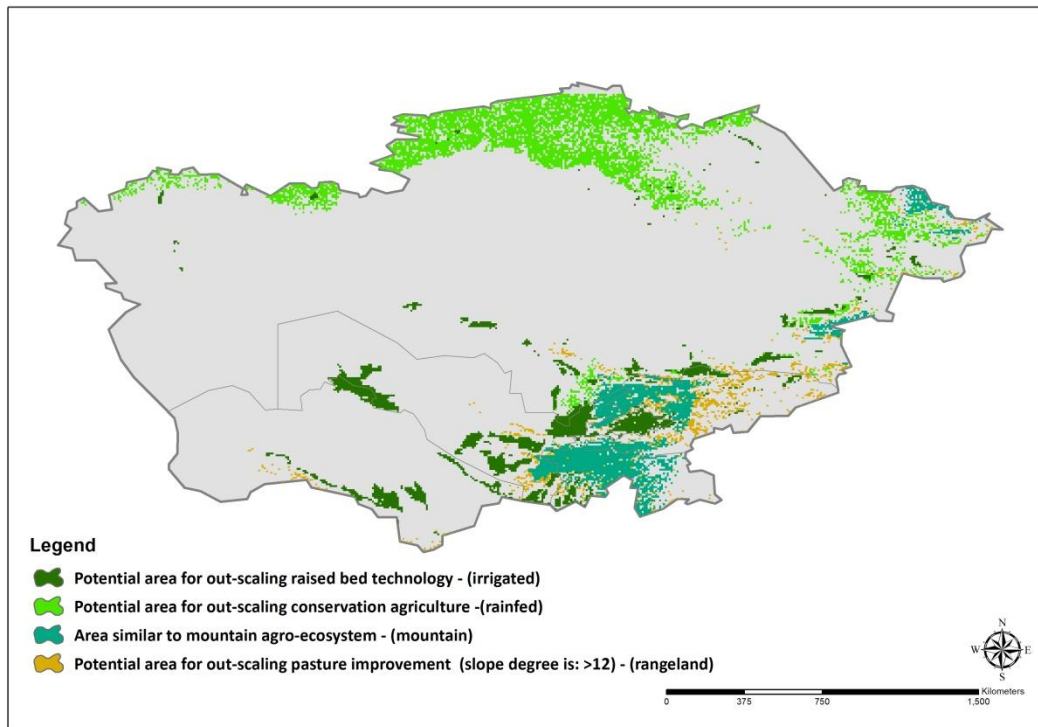 Legend
Potential area for out-scaling raised bed technology - (irrigated)
Potential area for out-scaling conservation agriculture -(rainfed)
Area similar to mountain agro-ecosystem - (mountain)
Potential area for out-scaling pasture improvement (slope degree is: >12) - (rangeland)
N
W E
S
Kilometers
0 375 750 1,500